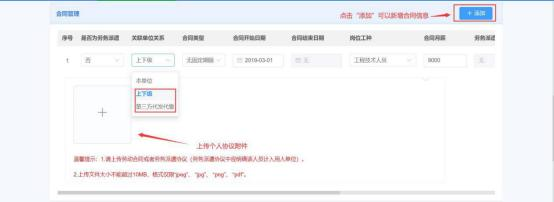 合同管理
点击“添加”可以新增合同信息
+ 添加
序号 是否为劳务派遣 关联单位关系 合同类型 合同开始日期 合同结束日期 岗位工种 合同月薪 劳务派遣
1 否 上下级 无固定期限 2019-03-01 无 工程技术人员 9000 无
本单位
上下级
第三方代发代缴
+
上传个人协议附件
温馨提示：1.请上传劳动合同或者劳务派遣协议（劳务派遣协议中应明确该人员计入用人单位）。
2.上传文件大小不能超过10MB、格式仅限“jpeg”、“jpg”、“png”、“pdf”。